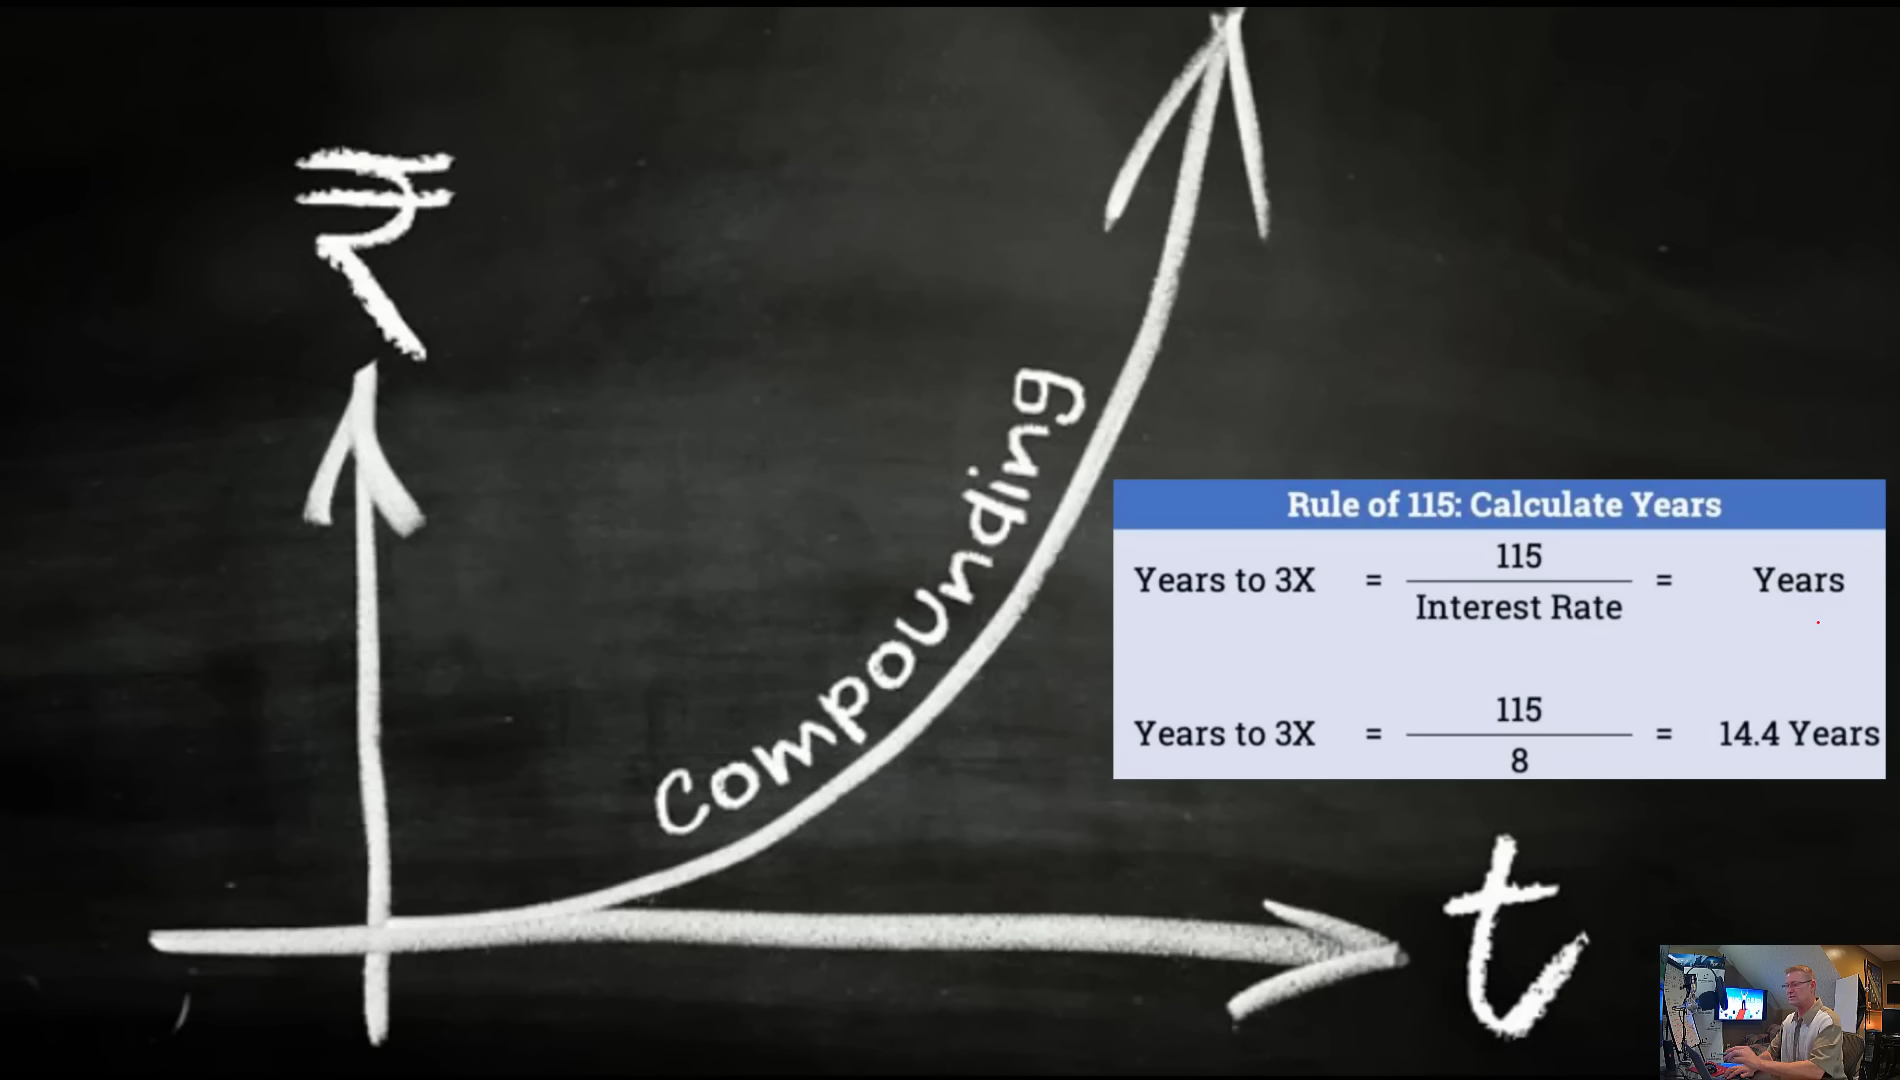 ₹
Compounding
Rule of 115: Calculate Years
Years to 3X = 115 / Interest Rate = Years
Years to 3X = 115 / 8 = 14.4 Years
t